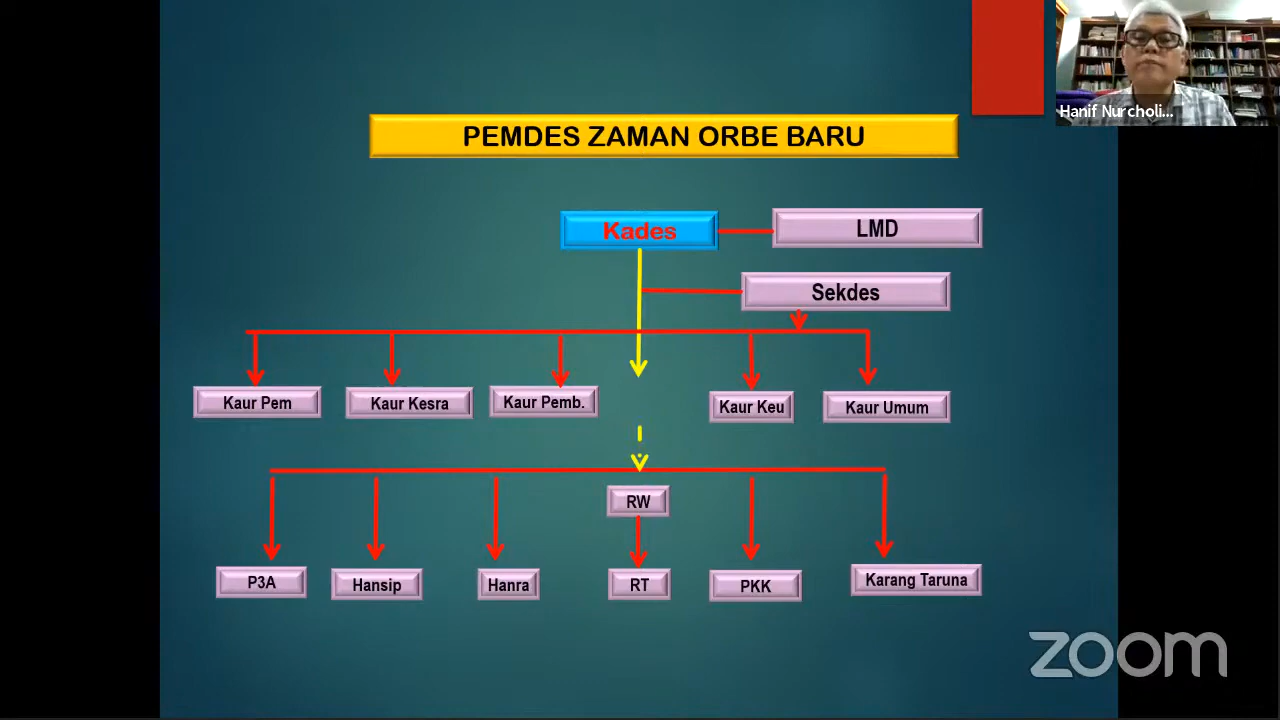 PEMDES ZAMAN ORBE BARU
Hanif Nurcholi...
Kades
LMD
Sekdes
Kaur Pem
Kaur Kesra
Kaur Pemb.
Kaur Keu
Kaur Umum
RW
P3A
Hansip
Hanra
RT
PKK
Karang Taruna
zoom